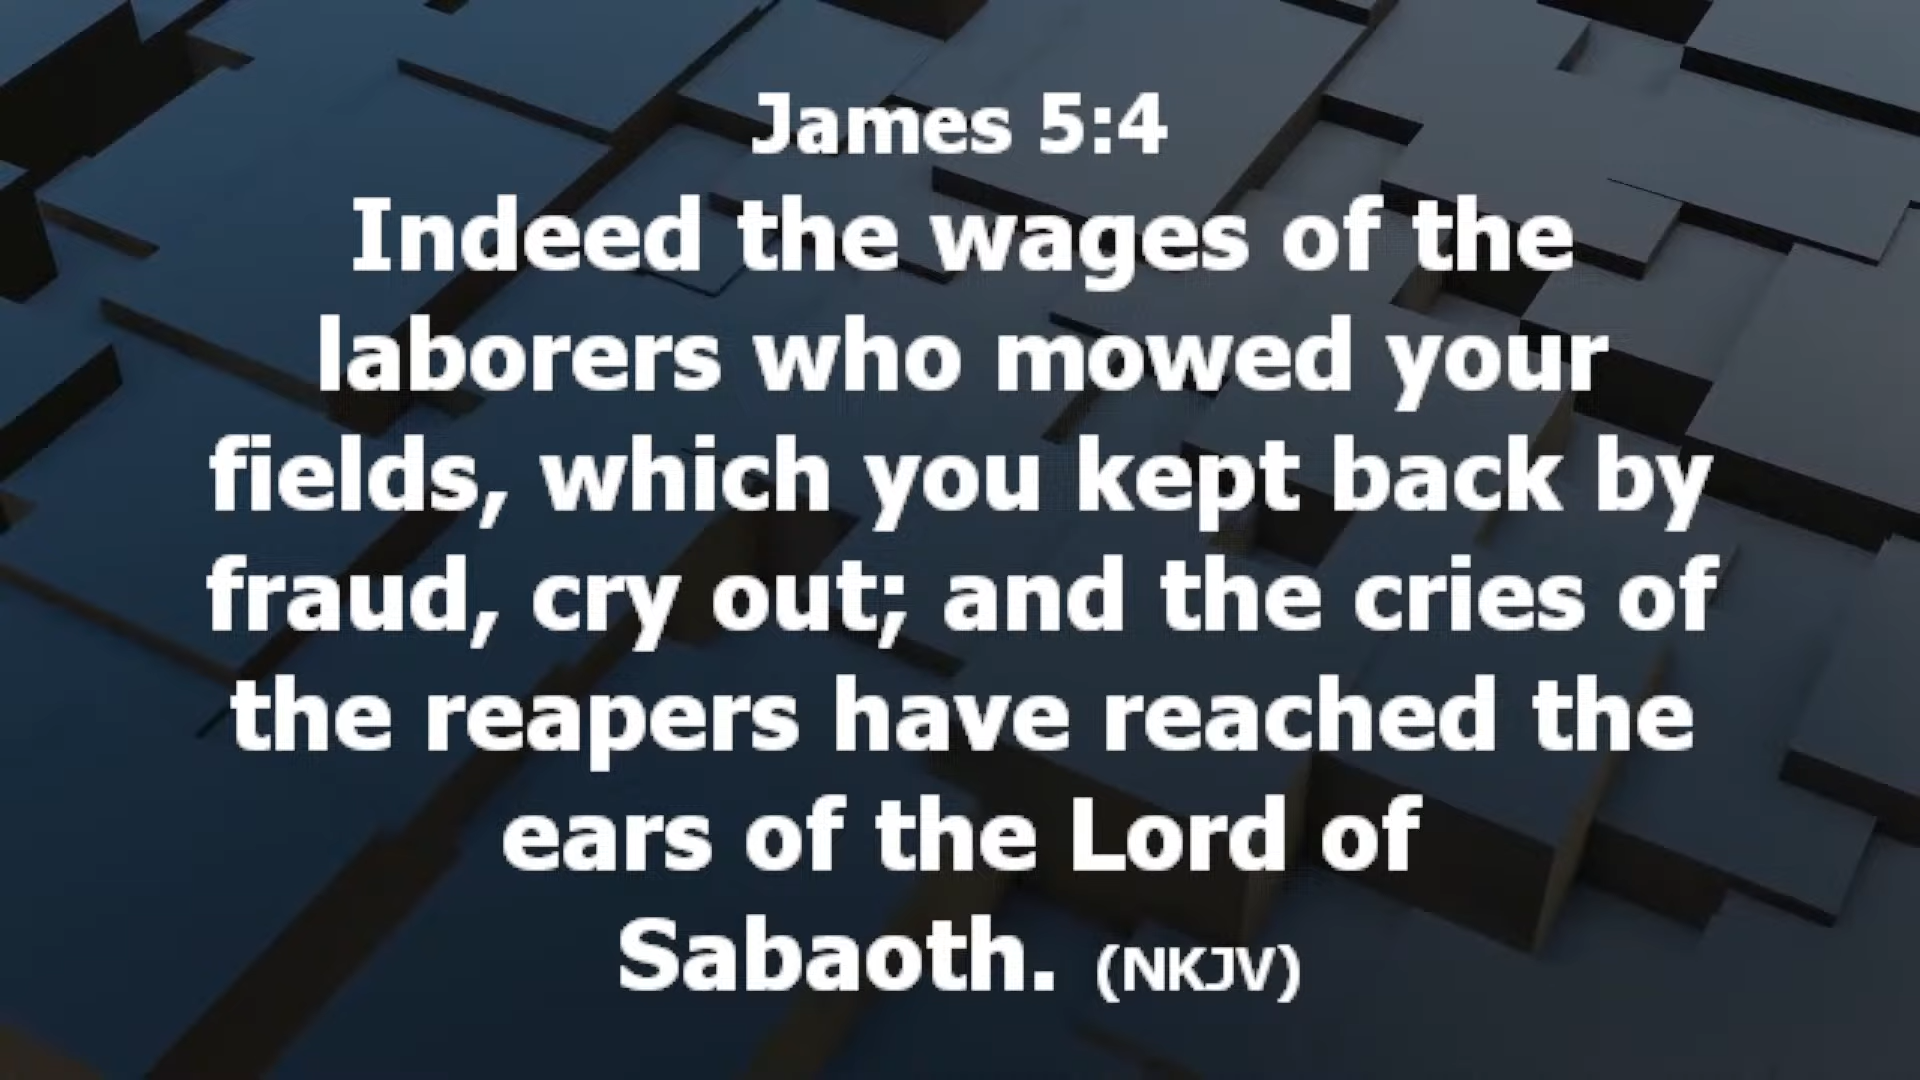 James 5:4
Indeed the wages of the
laborers who mowed your
fields, which you kept back by
fraud, cry out; and the cries of
the reapers have reached the
ears of the Lord of
Sabaoth. (NKJV)